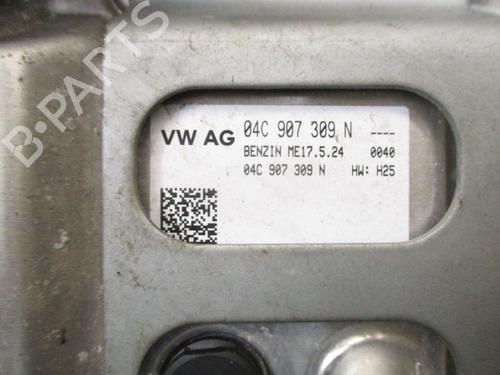 B-PARTS
VW AG
04C 907 309 N ----
BENZIN ME17.5.24 0040
04C 907 309 N HW: H25